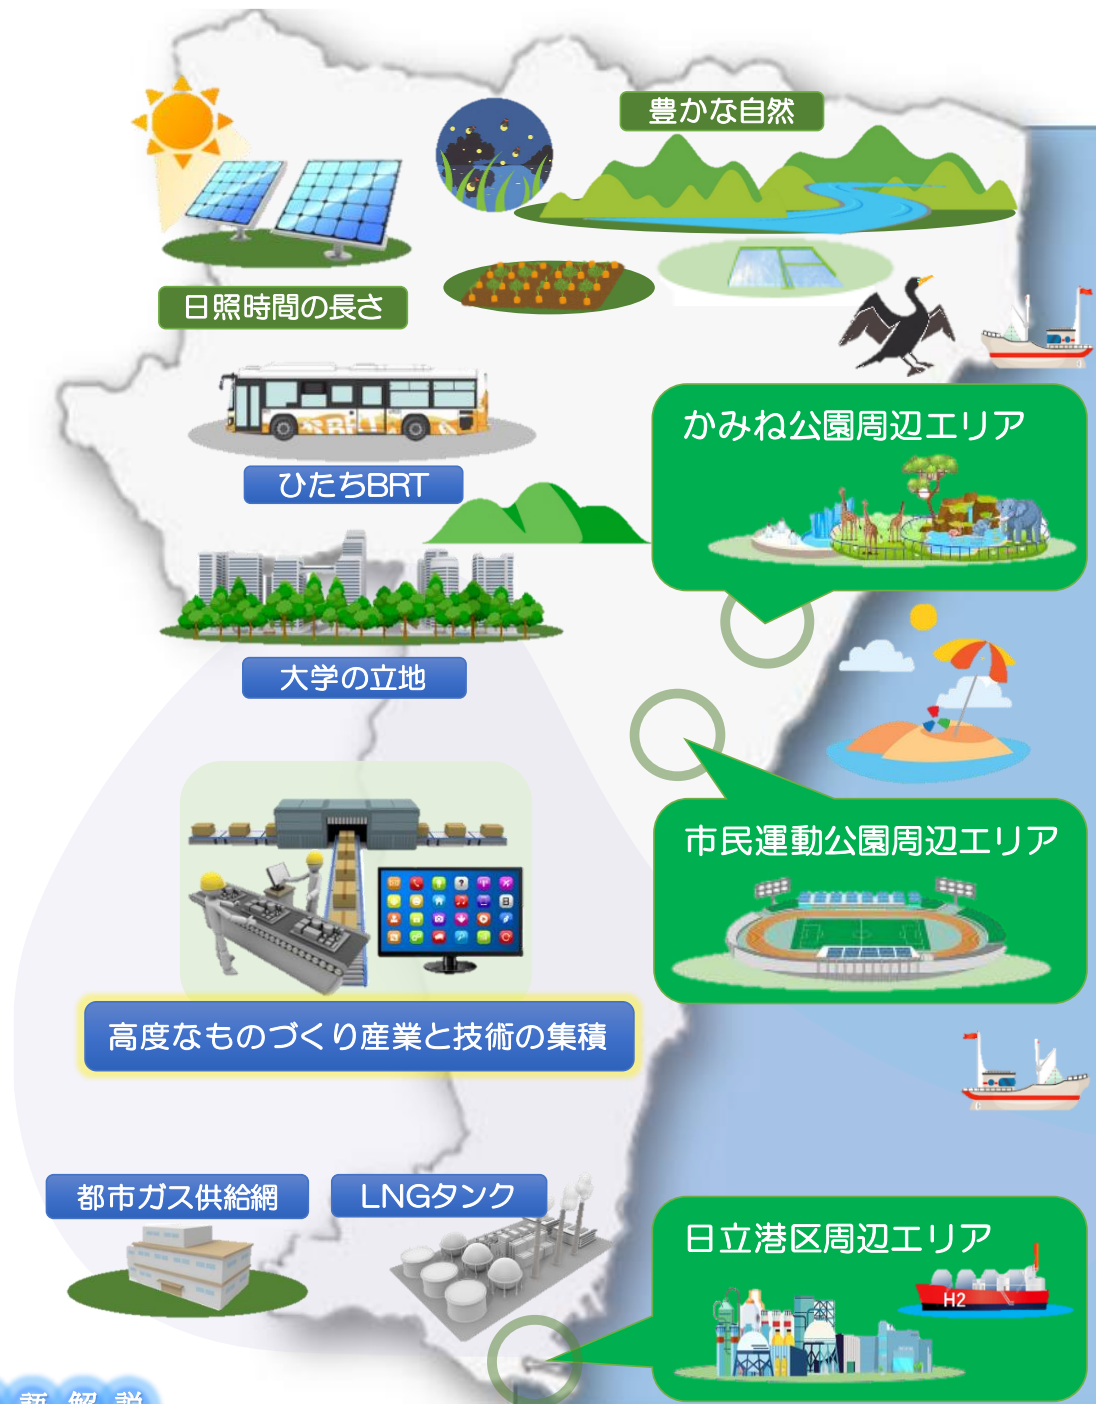 豊かな自然
日照時間の長さ
かみね公園周辺エリア
BRT
ひたちBRT
大学の立地
市民運動公園周辺エリア
高度なものづくり産業と技術の集積
都市ガス供給網
LNGタンク
日立港区周辺エリア
H2
語解説